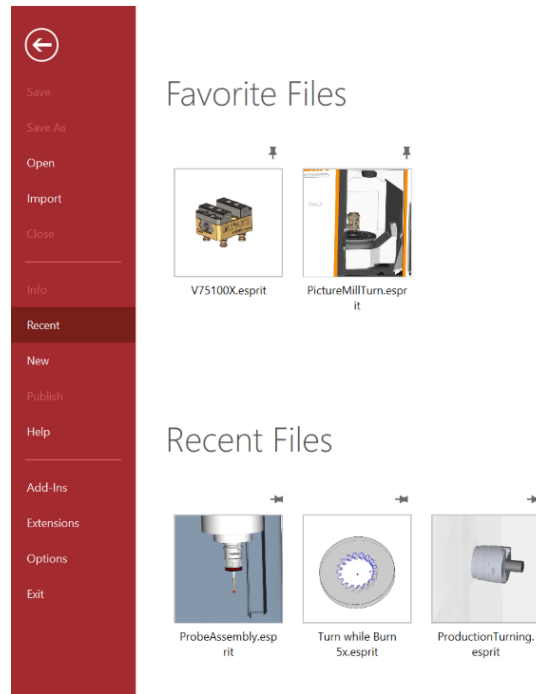 Save
Save As
Open
Import
Close
Info
Recent
New
Publish
Help
Add-Ins
Extensions
Options
Exit
Favorite Files
V75100X.esprit
PictureMillTurn.espr
it
Recent Files
ProbeAssembly.esp
rit
Turn while Burn
5x.esprit
ProductionTurning.
esprit